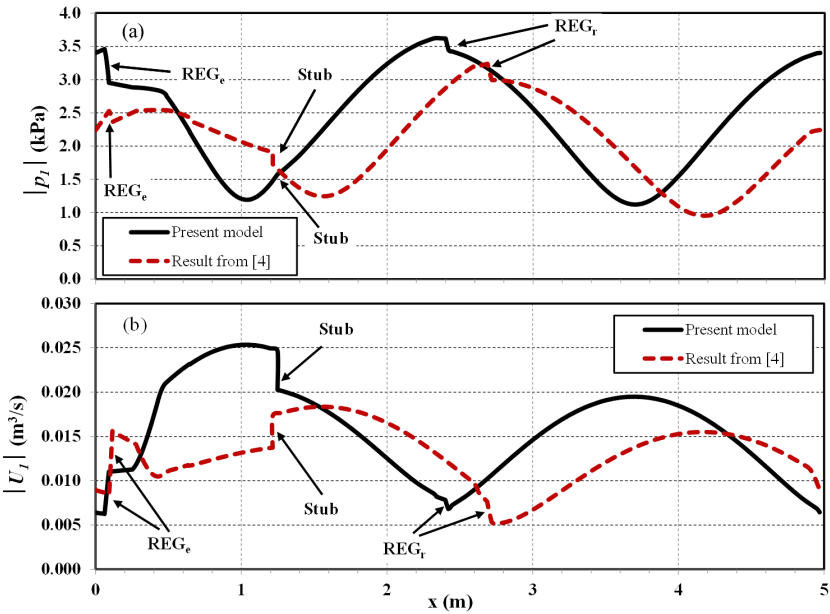 (a)
REGₑ
Stub
REGᵣ
REGₑ
Stub
|p₁| (kPa)
4.0
3.5
3.0
2.5
2.0
1.5
1.0
0.5
0.0
Present model
Result from [4]
(b)
Stub
Present model
Result from [4]
|U₁| (m³/s)
0.030
0.025
0.020
0.015
0.010
0.005
0.000
REGₑ
Stub
REGᵣ
0 1 2 3 4 5
x (m)